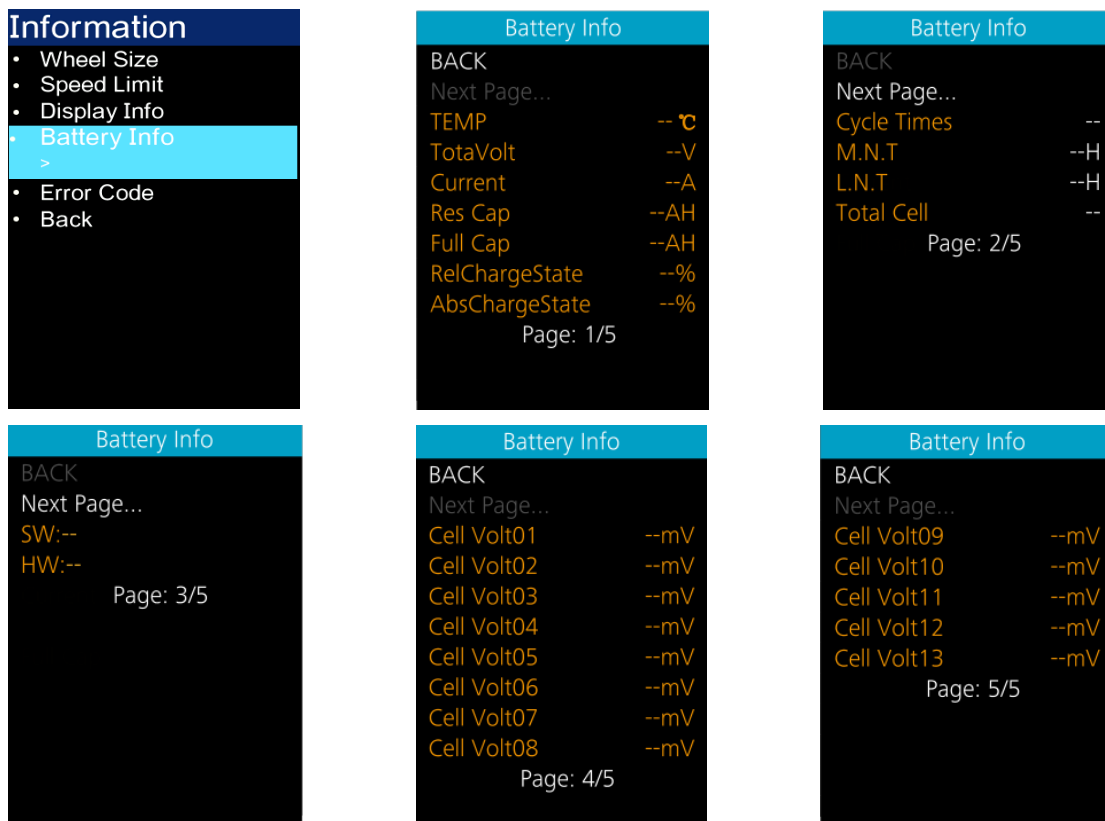 Information
• Wheel Size
• Speed Limit
• Display Info
• Battery Info
>
• Error Code
• Back
Battery Info
BACK
Next Page...
TEMP -- ℃
TotaVolt --V
Current --A
Res Cap --AH
Full Cap --AH
RelChargeState --%
AbsChargeState --%
Page: 1/5
Battery Info
BACK
Next Page...
Cycle Times --
M.N.T --H
L.N.T --H
Total Cell --
Page: 2/5
Battery Info
BACK
Next Page...
SW:--
HW:--
Page: 3/5
Battery Info
BACK
Next Page...
Cell Volt01 --mV
Cell Volt02 --mV
Cell Volt03 --mV
Cell Volt04 --mV
Cell Volt05 --mV
Cell Volt06 --mV
Cell Volt07 --mV
Cell Volt08 --mV
Page: 4/5
Battery Info
BACK
Next Page...
Cell Volt09 --mV
Cell Volt10 --mV
Cell Volt11 --mV
Cell Volt12 --mV
Cell Volt13 --mV
Page: 5/5